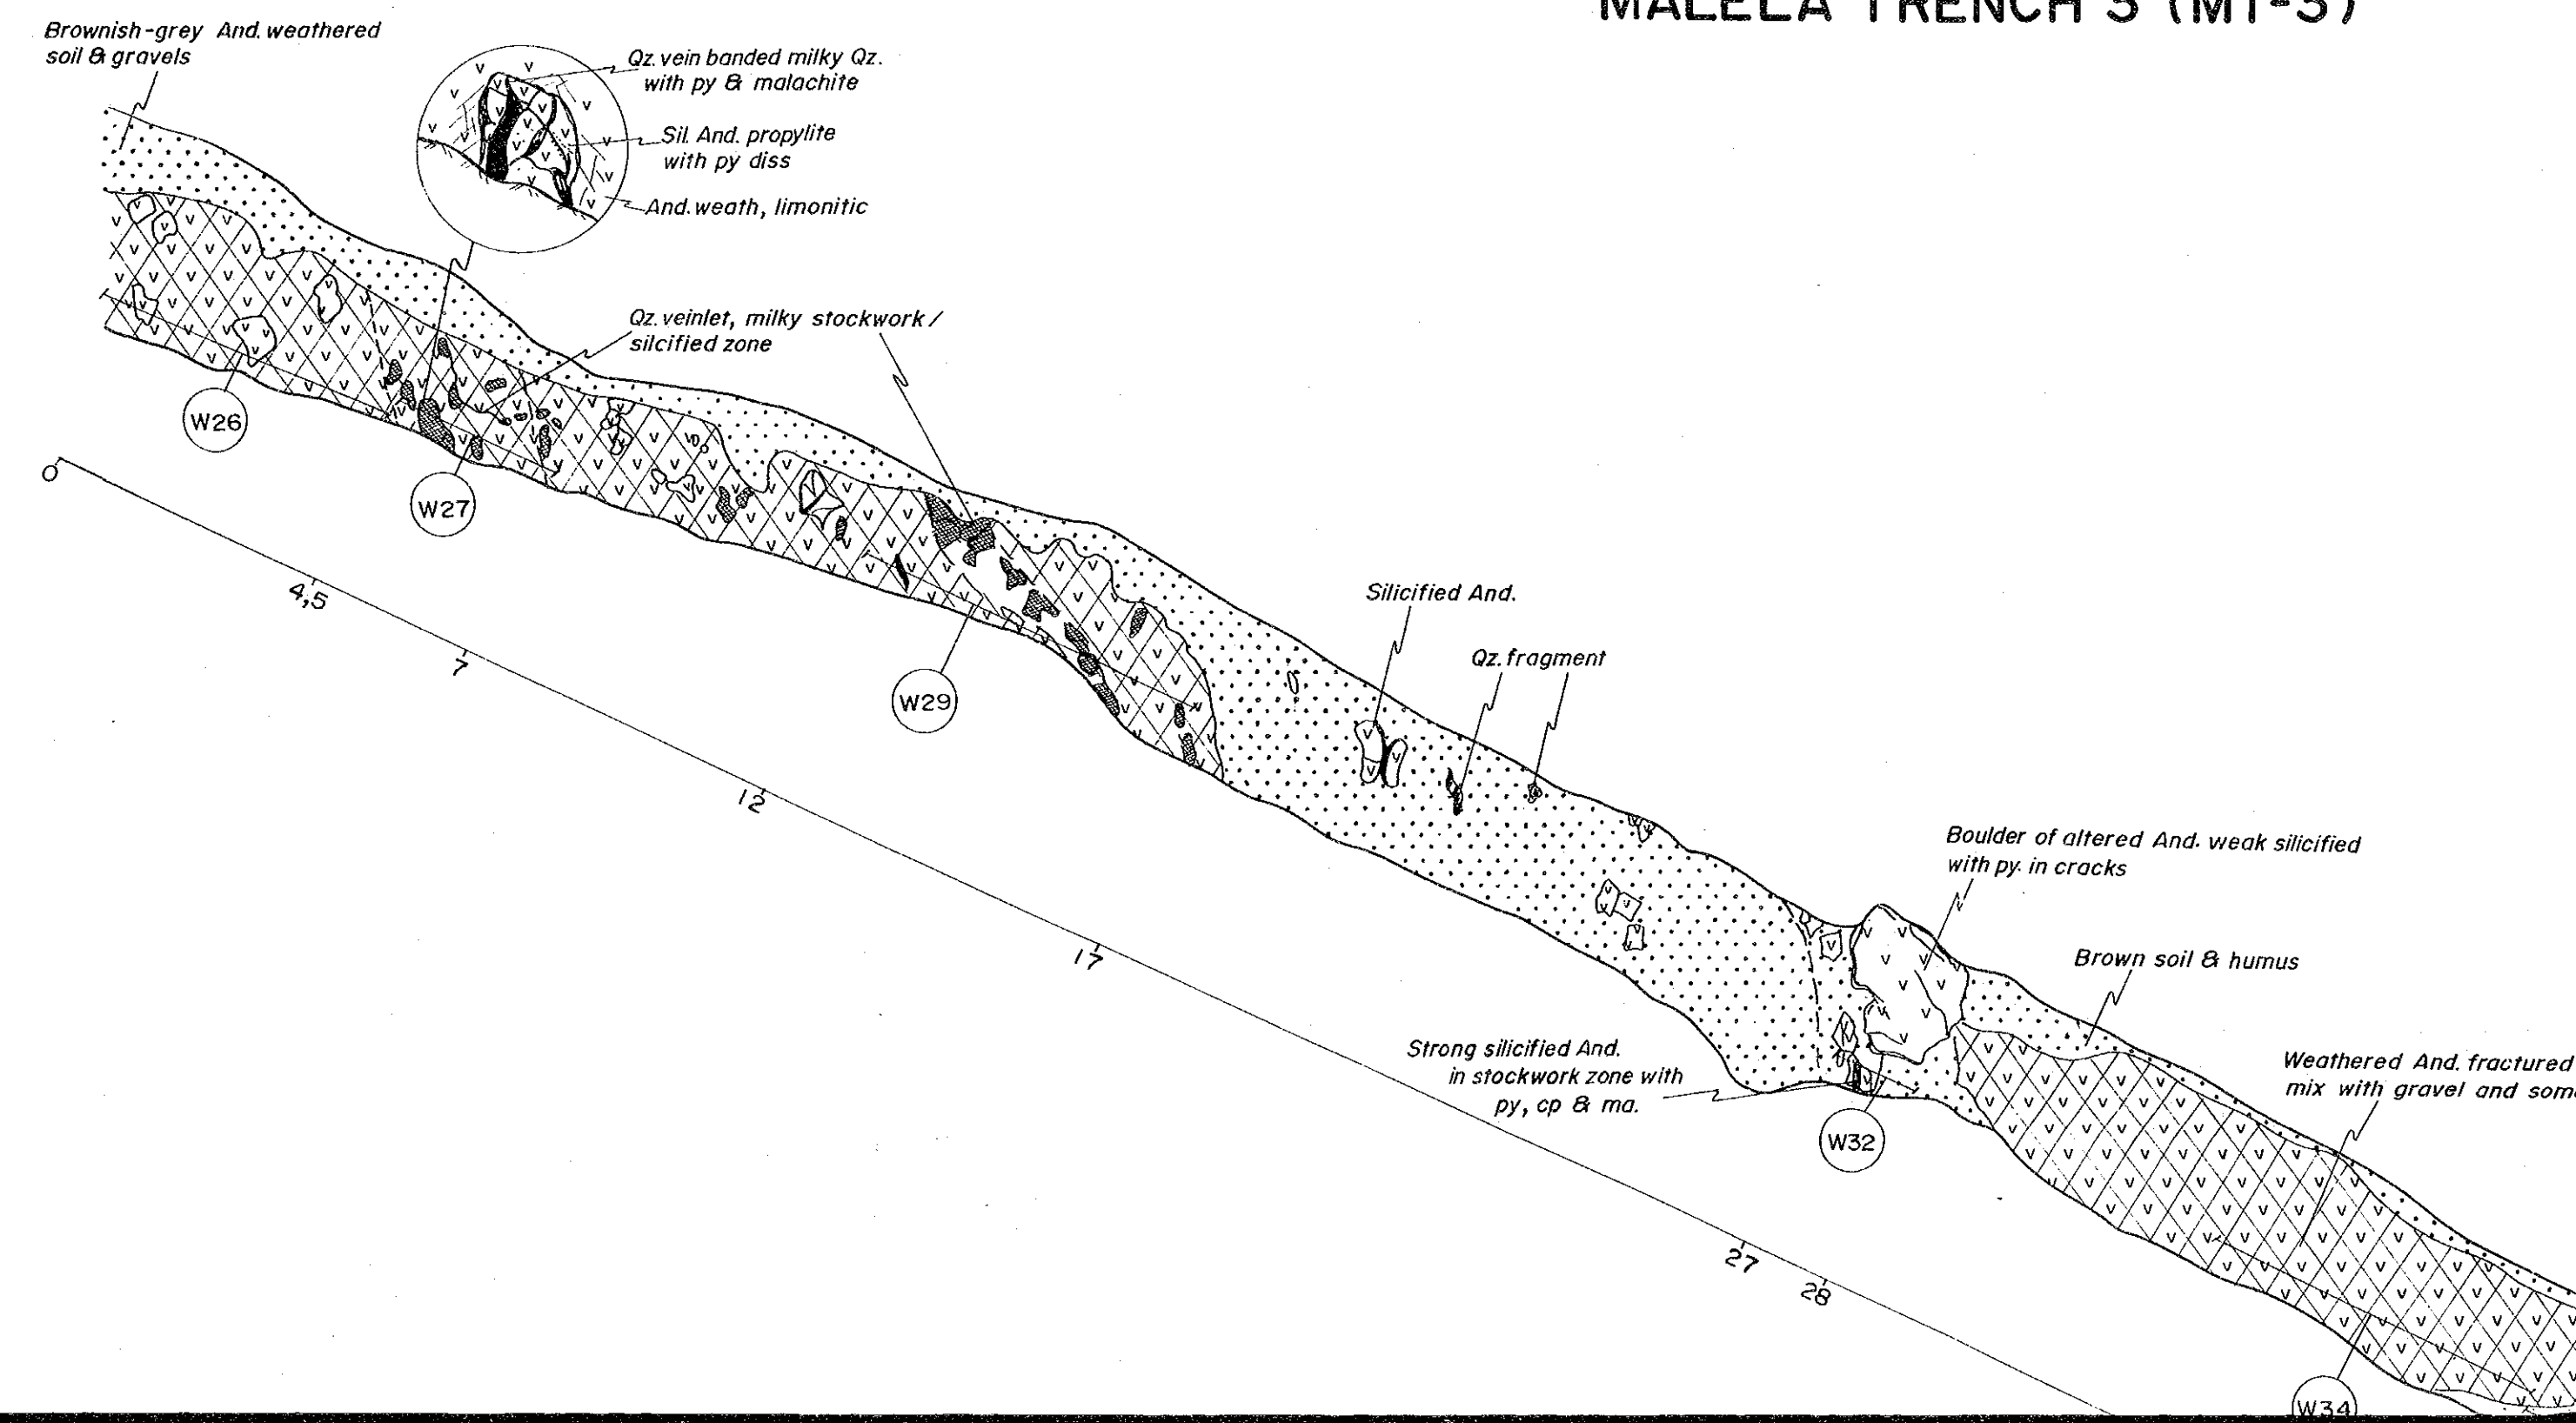 MALELA TRENCH 3 (MT-3)
Brownish-grey And. weathered
soil & gravels
Qz. vein banded milky Qz.
with py & malachite
Sil. And. propylite
with py diss
And. weath, limonitic
Qz. veinlet, milky stockwork /
silcified zone
W26
W27
0
4,5
7
12
W29
Silicified And.
Qz. fragment
17
Boulder of altered And. weak silicified
with py. in cracks
Brown soil & humus
Strong silicified And.
in stockwork zone with
py, cp & ma.
W32
Weathered And. fractured
mix with gravel and som
27
28
W34